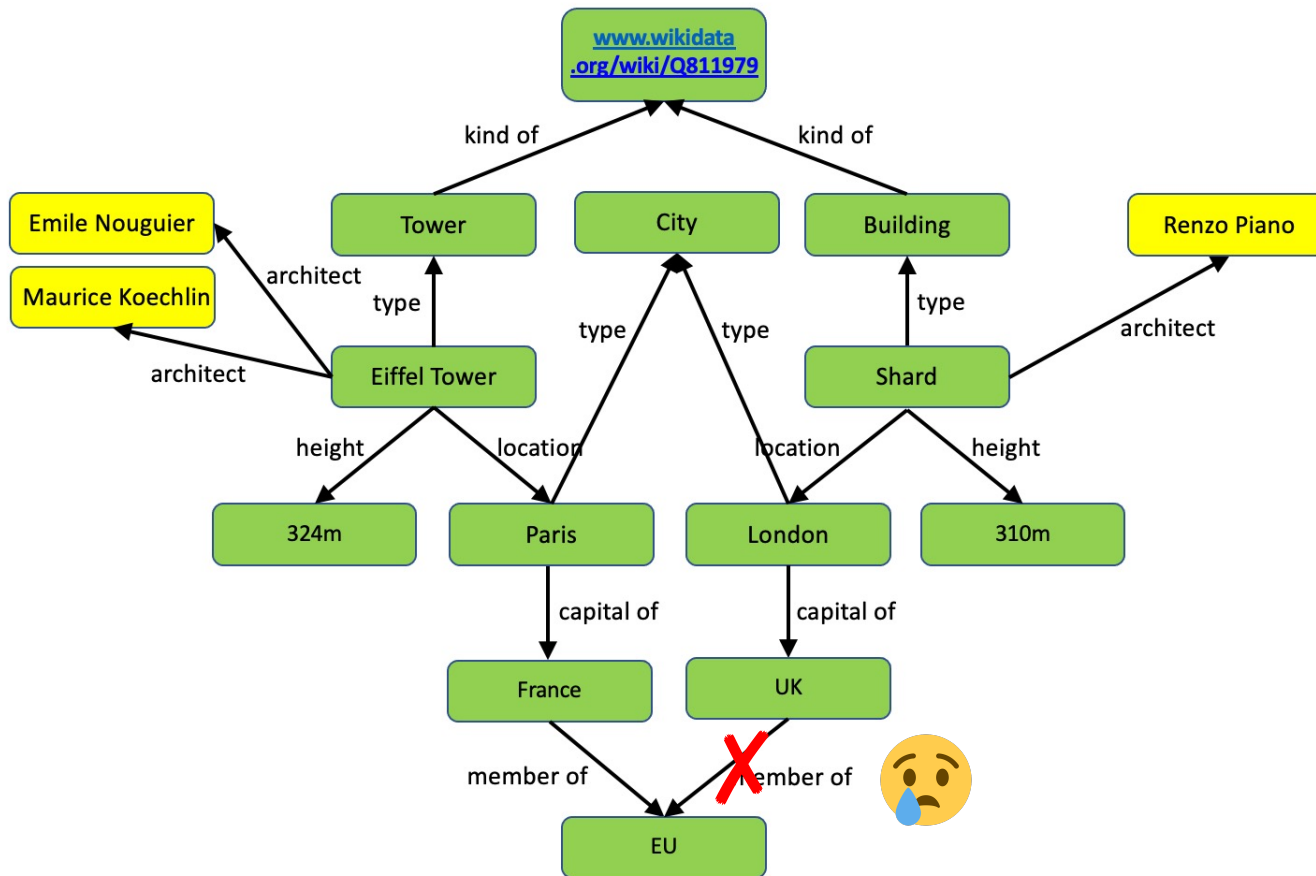 www.wikidata
.org/wiki/Q811979
kind of
kind of
Emile Nouguier
Tower
City
Building
Renzo Piano
Maurice Koechlin
architect
type
type
type
type
architect
architect
Eiffel Tower
Shard
height
location
location
height
324m
Paris
London
310m
capital of
capital of
France
UK
member of
member of
EU